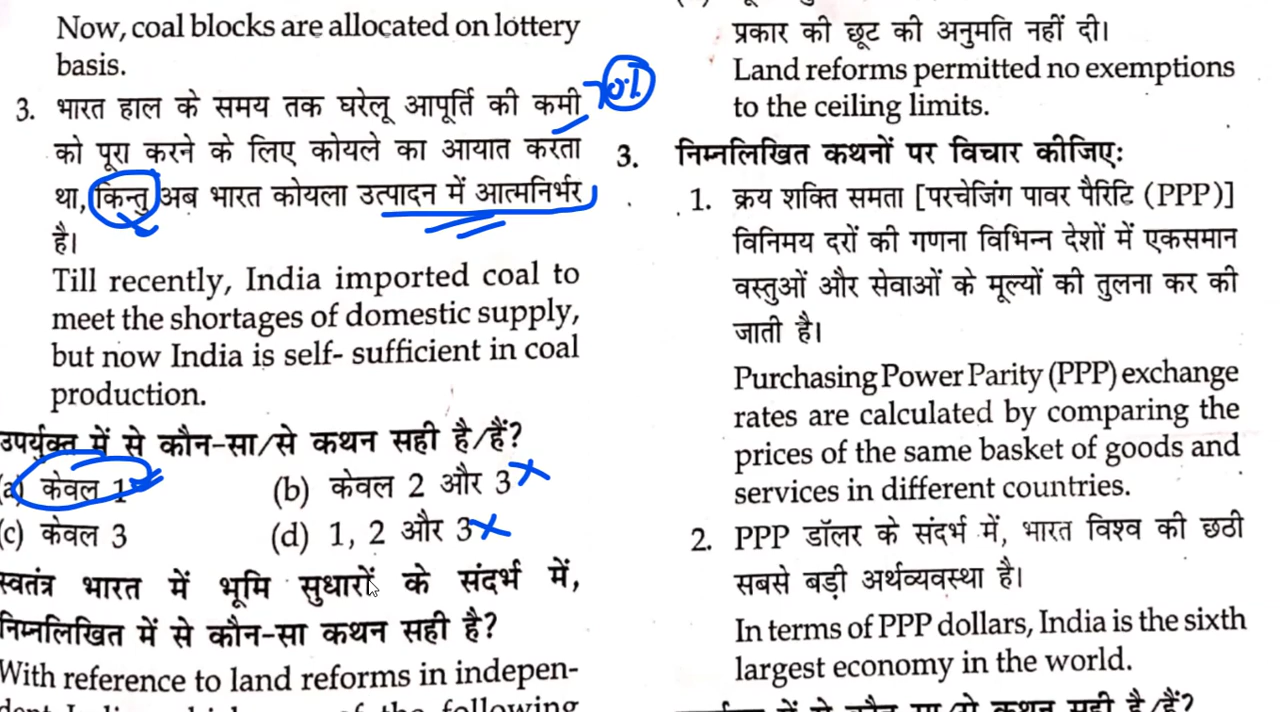 Now, coal blocks are allocated on lottery
basis.
3. भारत हाल के समय तक घरेलू आपूर्ति की कमी
को पूरा करने के लिए कोयले का आयात करता
था, किन्तु अब भारत कोयला उत्पादन में आत्मनिर्भर
है।
Till recently, India imported coal to
meet the shortages of domestic supply,
but now India is self- sufficient in coal
production.
उपर्युक्त में से कौन-सा/से कथन सही है/हैं?
(a) केवल 1
(b) केवल 2 और 3
(c) केवल 3
(d) 1, 2 और 3
स्वतंत्र भारत में भूमि सुधारों के संदर्भ में,
निम्नलिखित में से कौन-सा कथन सही है?
With reference to land reforms in indepen-
the following
प्रकार की छूट की अनुमति नहीं दी।
Land reforms permitted no exemptions
to the ceiling limits.
3. निम्नलिखित कथनों पर विचार कीजिए:
1. क्रय शक्ति समता [परचेजिंग पावर पैरिटि (PPP)]
विनिमय दरों की गणना विभिन्न देशों में एकसमान
वस्तुओं और सेवाओं के मूल्यों की तुलना कर की
जाती है।
Purchasing Power Parity (PPP) exchange
rates are calculated by comparing the
prices of the same basket of goods and
services in different countries.
2. PPP डॉलर के संदर्भ में, भारत विश्व की छठी
सबसे बड़ी अर्थव्यवस्था है।
In terms of PPP dollars, India is the sixth
largest economy in the world.